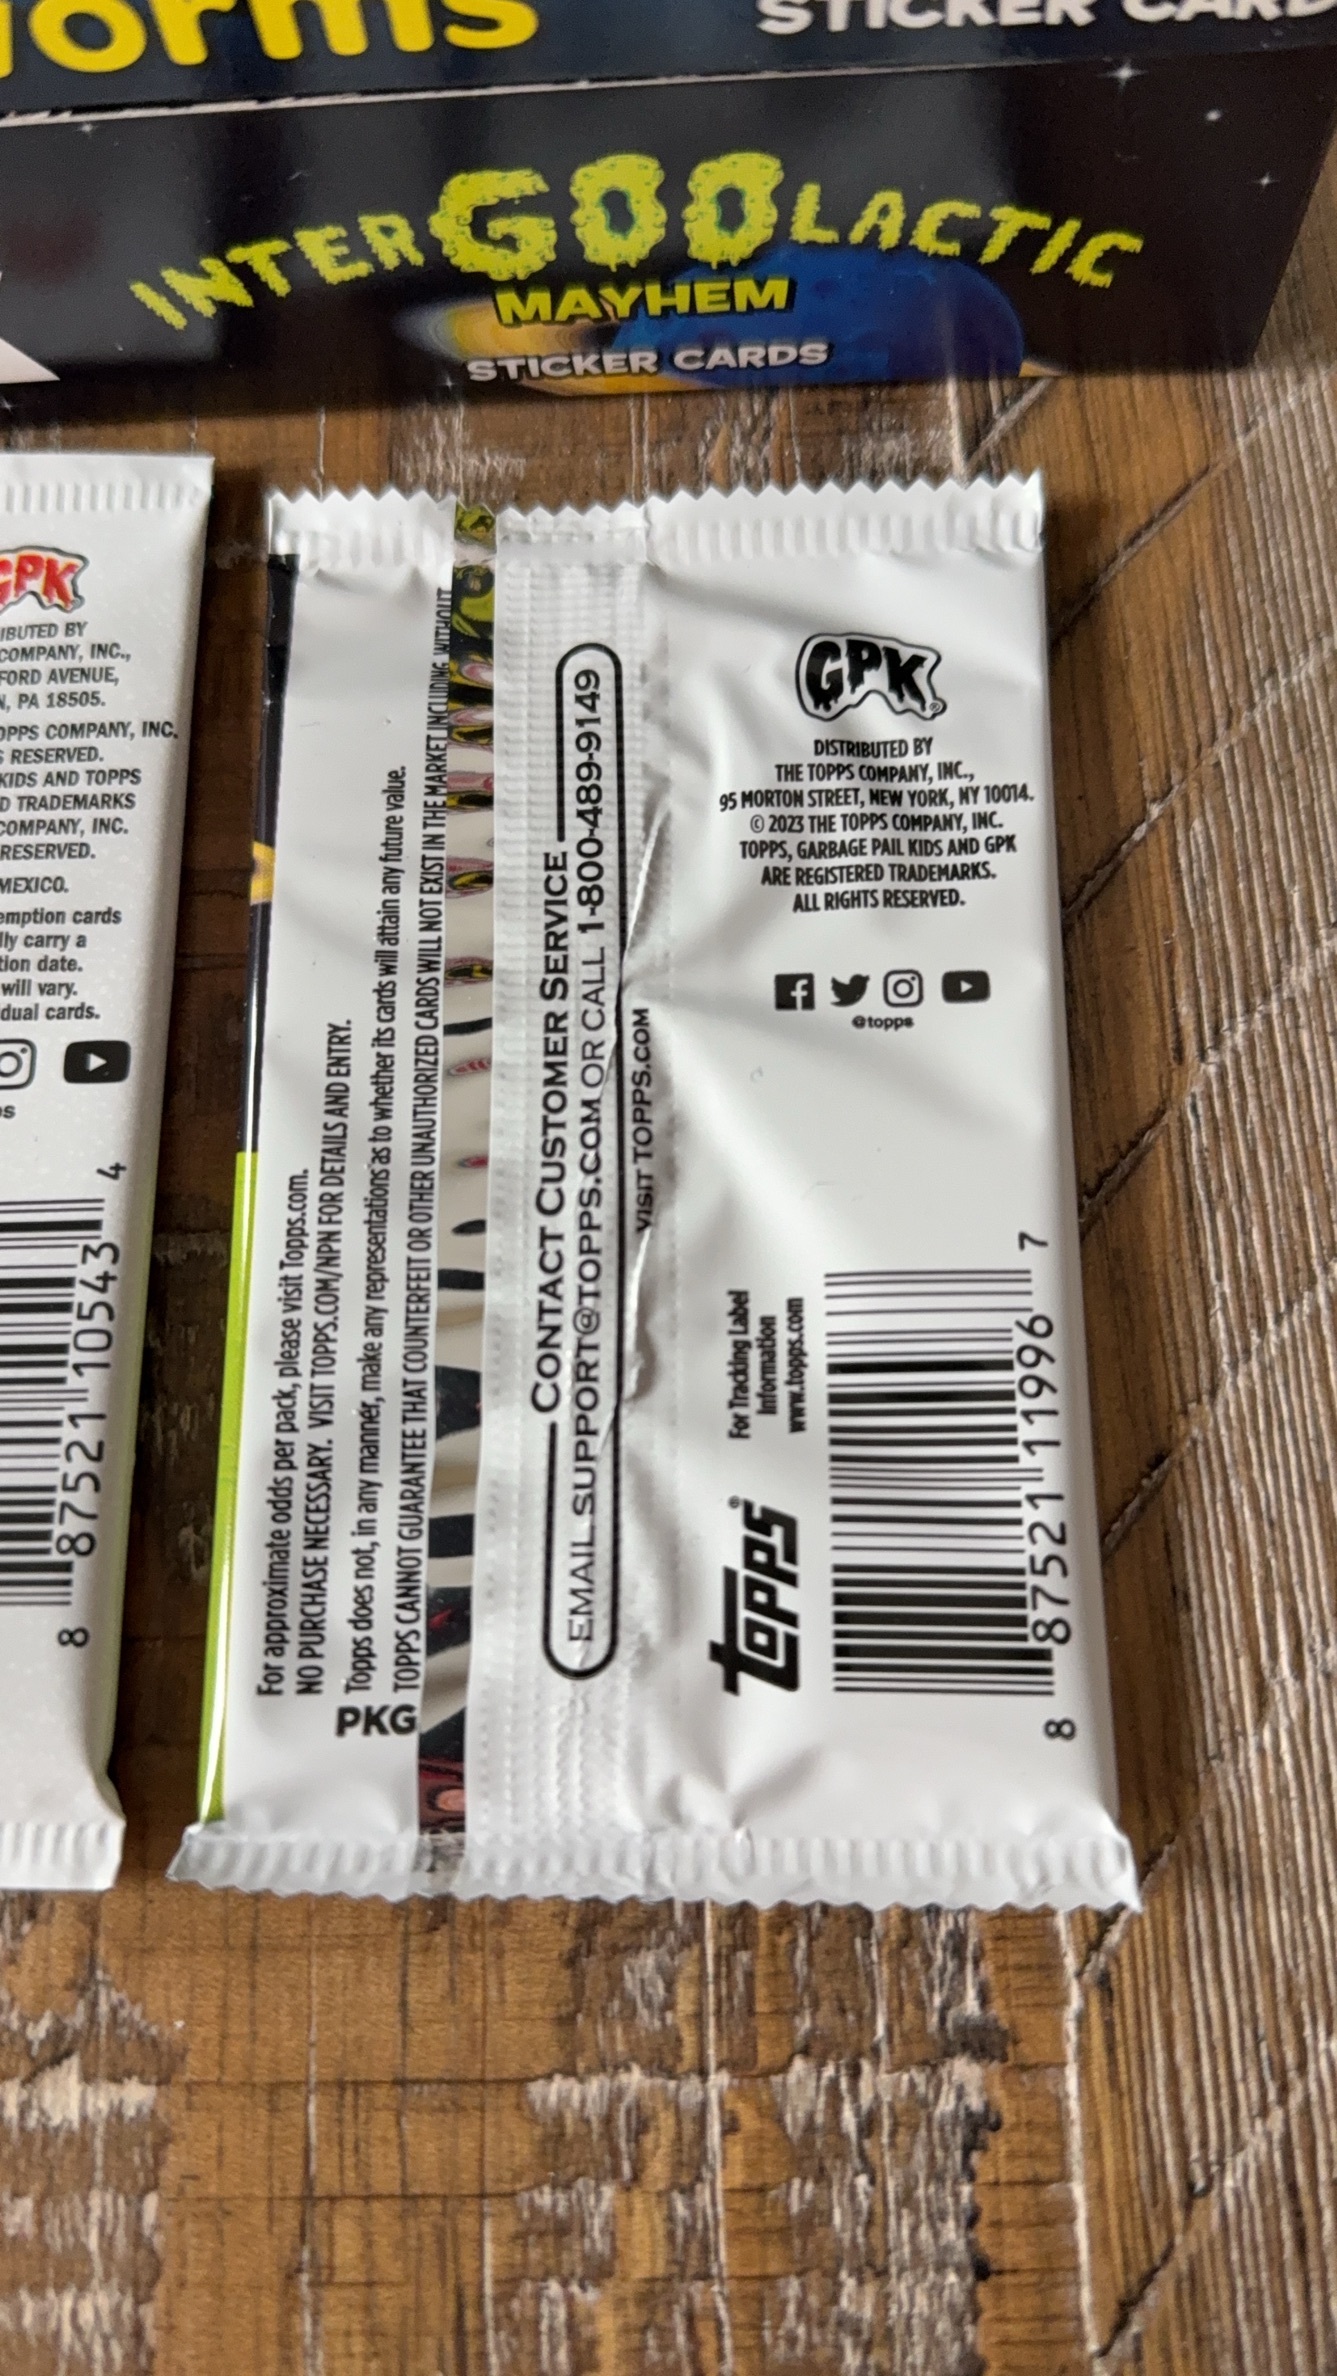 orms
STICKER CARD
INTERGOOLACTIC
MAYHEM
STICKER CARDS
GPK
IBUTED BY
COMPANY, INC.,
FORD AVENUE,
N, PA 18505.
OPPS COMPANY, INC.
S RESERVED.
KIDS AND TOPPS
D TRADEMARKS
COMPANY, INC.
RESERVED.
MEXICO.
emption cards
lly carry a
tion date.
will vary.
dual cards.
s
8 87521 10543 4
For approximate odds per pack, please visit Topps.com.
NO PURCHASE NECESSARY. VISIT TOPPS.COM/NPN FOR DETAILS AND ENTRY.
Topps does not, in any manner, make any representations as to whether its cards will attain any future value.
TOPPS CANNOT GUARANTEE THAT COUNTERFEIT OR OTHER UNAUTHORIZED CARDS WILL NOT EXIST IN THE MARKET INCLUDING WITHOUT
PKG
CONTACT CUSTOMER SERVICE
EMAIL SUPPORT@TOPPS.COM OR CALL 1-800-489-9149
VISIT TOPPS.COM
GPK®
DISTRIBUTED BY
THE TOPPS COMPANY, INC.,
95 MORTON STREET, NEW YORK, NY 10014.
© 2023 THE TOPPS COMPANY, INC.
TOPPS, GARBAGE PAIL KIDS AND GPK
ARE REGISTERED TRADEMARKS.
ALL RIGHTS RESERVED.
@topps
For Tracking Label
Information
www.topps.com
topps®
8 87521 11996 7